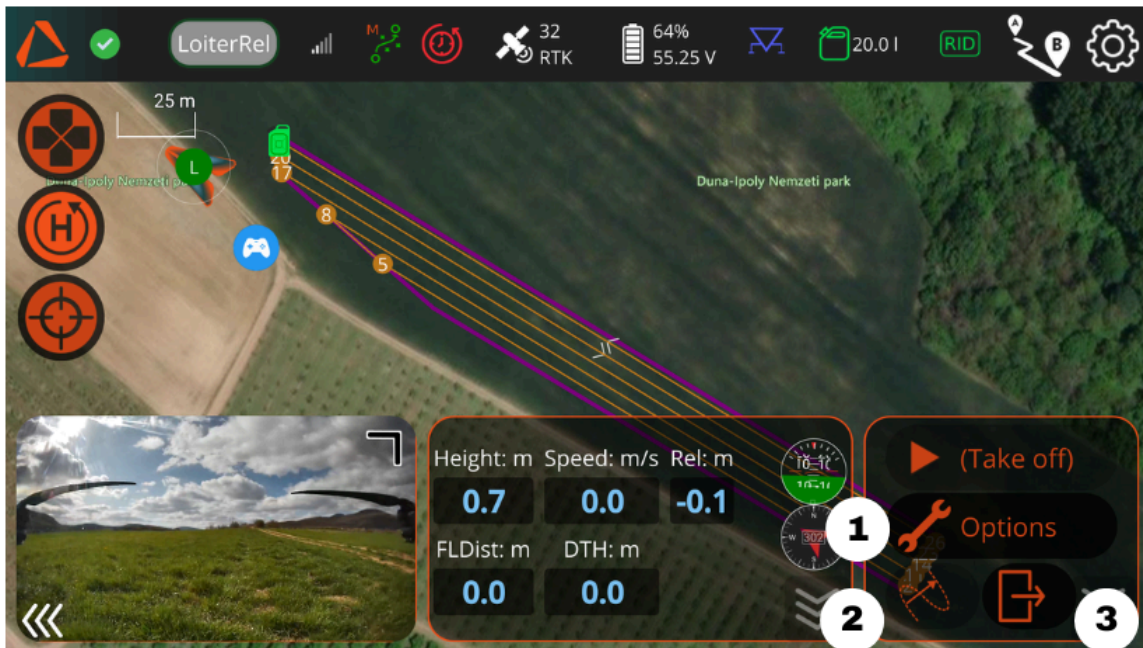 LoiterRel
M
32
RTK
64%
55.25 V
20.0 l
RID
A
B
25 m
L
20
17
Duna-Ipoly Nemzeti
Duna-Ipoly Nemzeti park
8
5
H
Height: m Speed: m/s Rel: m
0.7 0.0 -0.1
FLDist: m DTH: m
0.0 0.0
N
W
302
1
2
(Take off)
Options
3